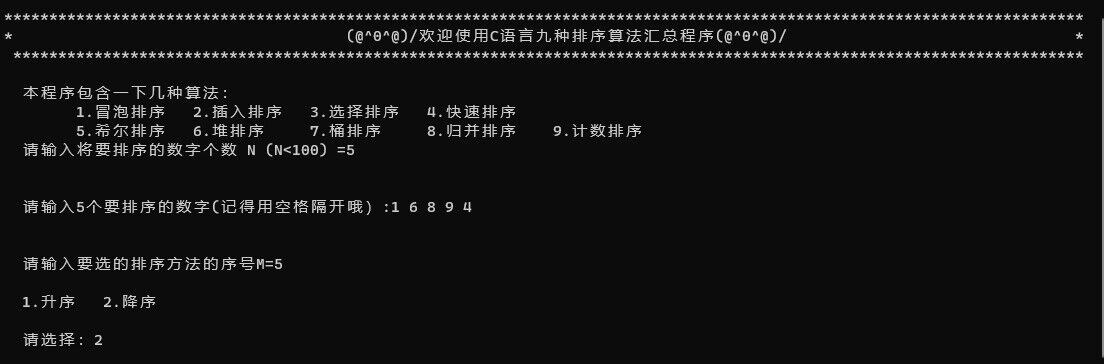 ************************************************************************************************************************
*                                     (@^0^@)/欢迎使用C语言九种排序算法汇总程序(@^0^@)/                                *
************************************************************************************************************************
本程序包含一下几种算法:
1.冒泡排序   2.插入排序   3.选择排序   4.快速排序
5.希尔排序   6.堆排序     7.桶排序     8.归并排序    9.计数排序
请输入将要排序的数字个数 N (N<100) =5
请输入5个要排序的数字(记得用空格隔开哦) :1 6 8 9 4
请输入要选的排序方法的序号M=5
1.升序   2.降序
请选择: 2